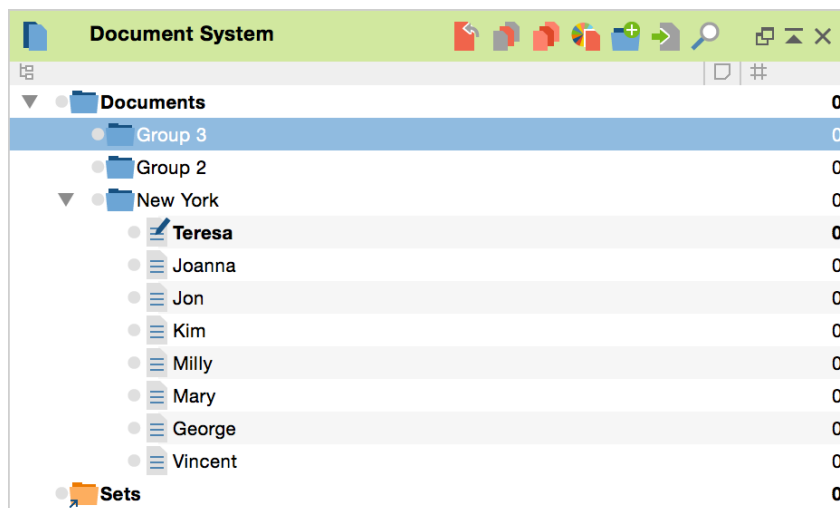 Document System
#
Documents 0
Group 3 0
Group 2 0
New York 0
Teresa 0
Joanna 0
Jon 0
Kim 0
Milly 0
Mary 0
George 0
Vincent 0
Sets 0